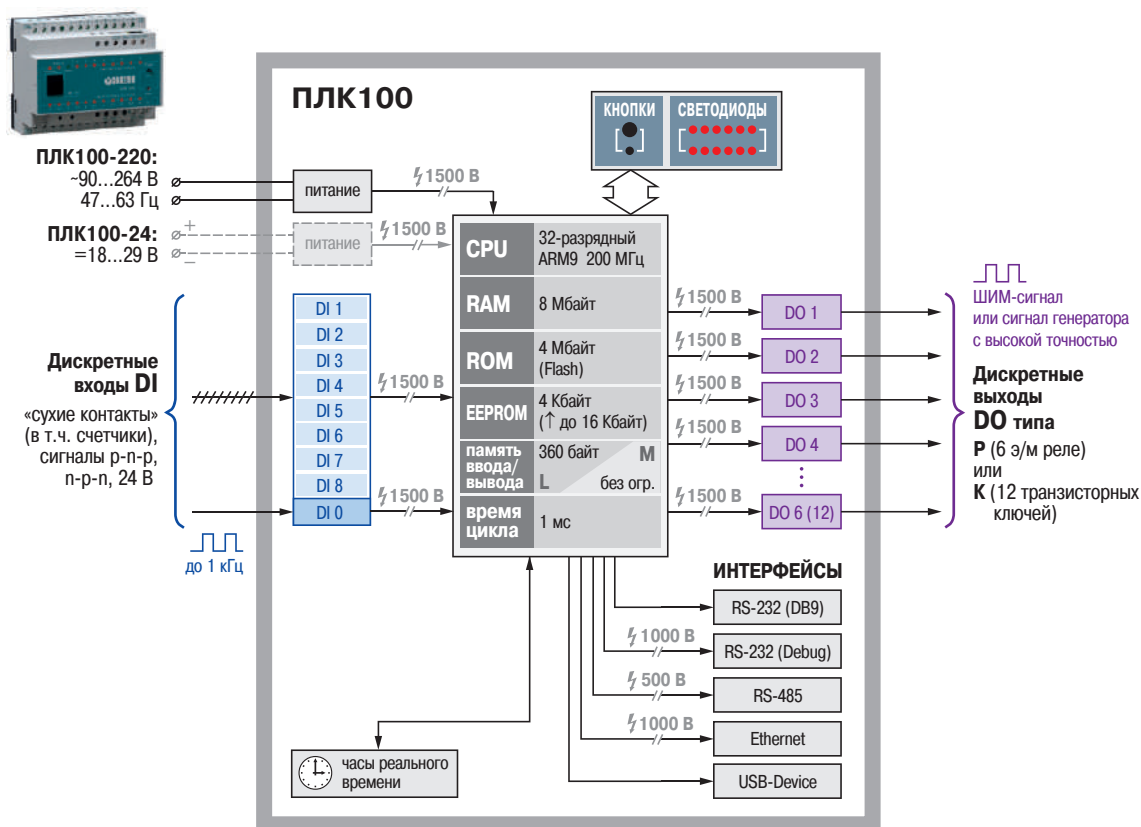 ОВЕН
ПЛК100
КНОПКИ
СВЕТОДИОДЫ
ПЛК100-220:
~90...264 В
47...63 Гц
питание
1500 В
ПЛК100-24:
=18...29 В
+
–
питание
1500 В
CPU
32-разрядный
ARM9 200 МГц
RAM
8 Мбайт
ROM
4 Мбайт
(Flash)
EEPROM
4 Кбайт
(↑ до 16 Кбайт)
память
ввода/
вывода
360 байт
L
M
без огр.
время
цикла
1 мс
Дискретные
входы DI
«сухие контакты»
(в т.ч. счетчики),
сигналы p-n-p,
n-p-n, 24 В
DI 1
DI 2
DI 3
DI 4
DI 5
DI 6
DI 7
DI 8
DI 0
1500 В
1500 В
до 1 кГц
1500 В
DO 1
1500 В
DO 2
1500 В
DO 3
1500 В
DO 4
1500 В
DO 6 (12)
ШИМ-сигнал
или сигнал генератора
с высокой точностью
Дискретные
выходы
DO типа
Р (6 э/м реле)
или
К (12 транзисторных
ключей)
ИНТЕРФЕЙСЫ
RS-232 (DB9)
1000 В
RS-232 (Debug)
500 В
RS-485
1000 В
Ethernet
USB-Device
часы реального
времени